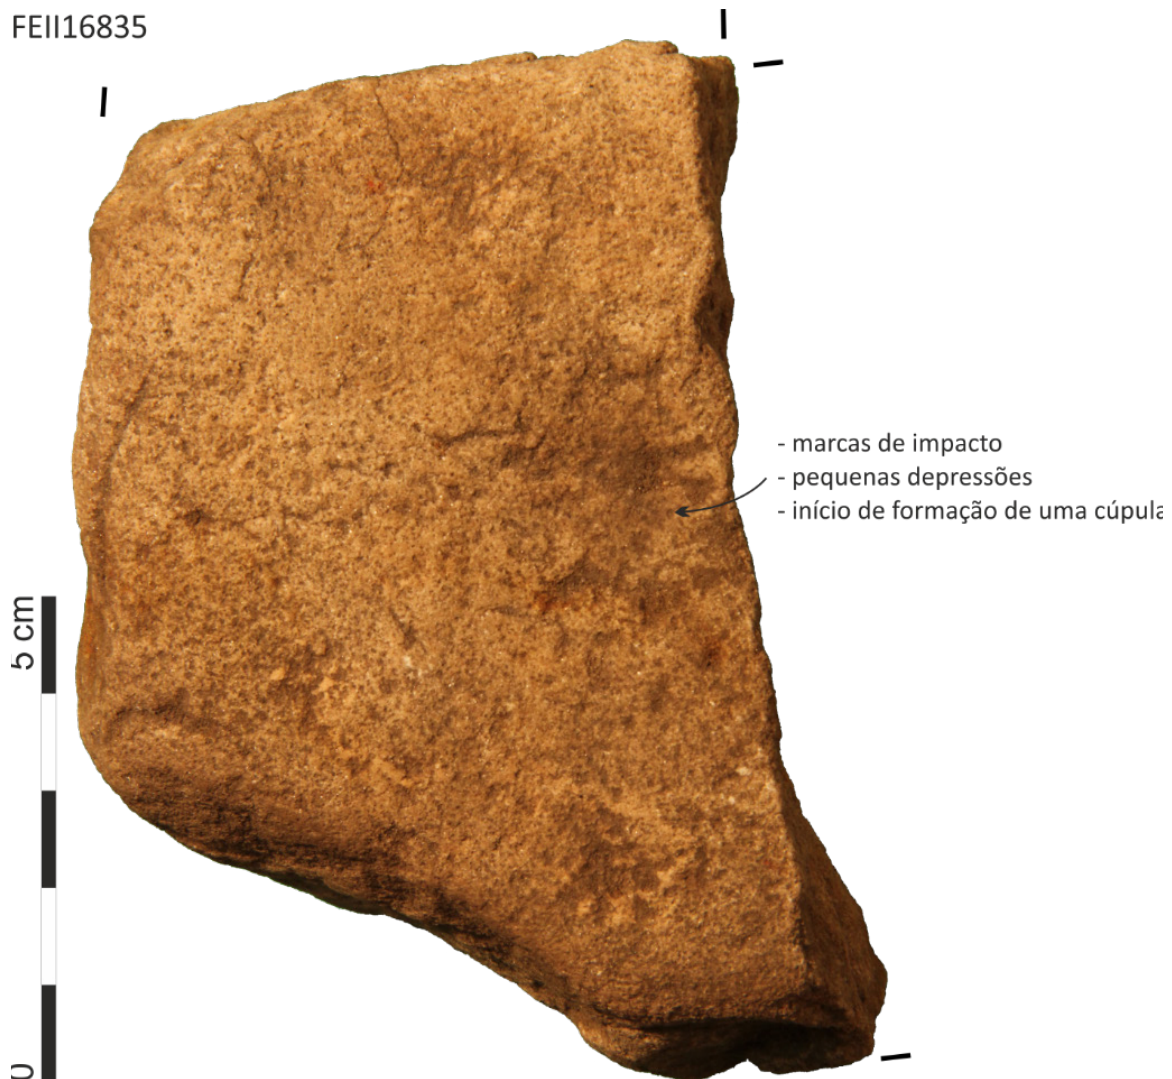 FEII16835
- marcas de impacto
- pequenas depressões
- início de formação de uma cúpula
5 cm
0